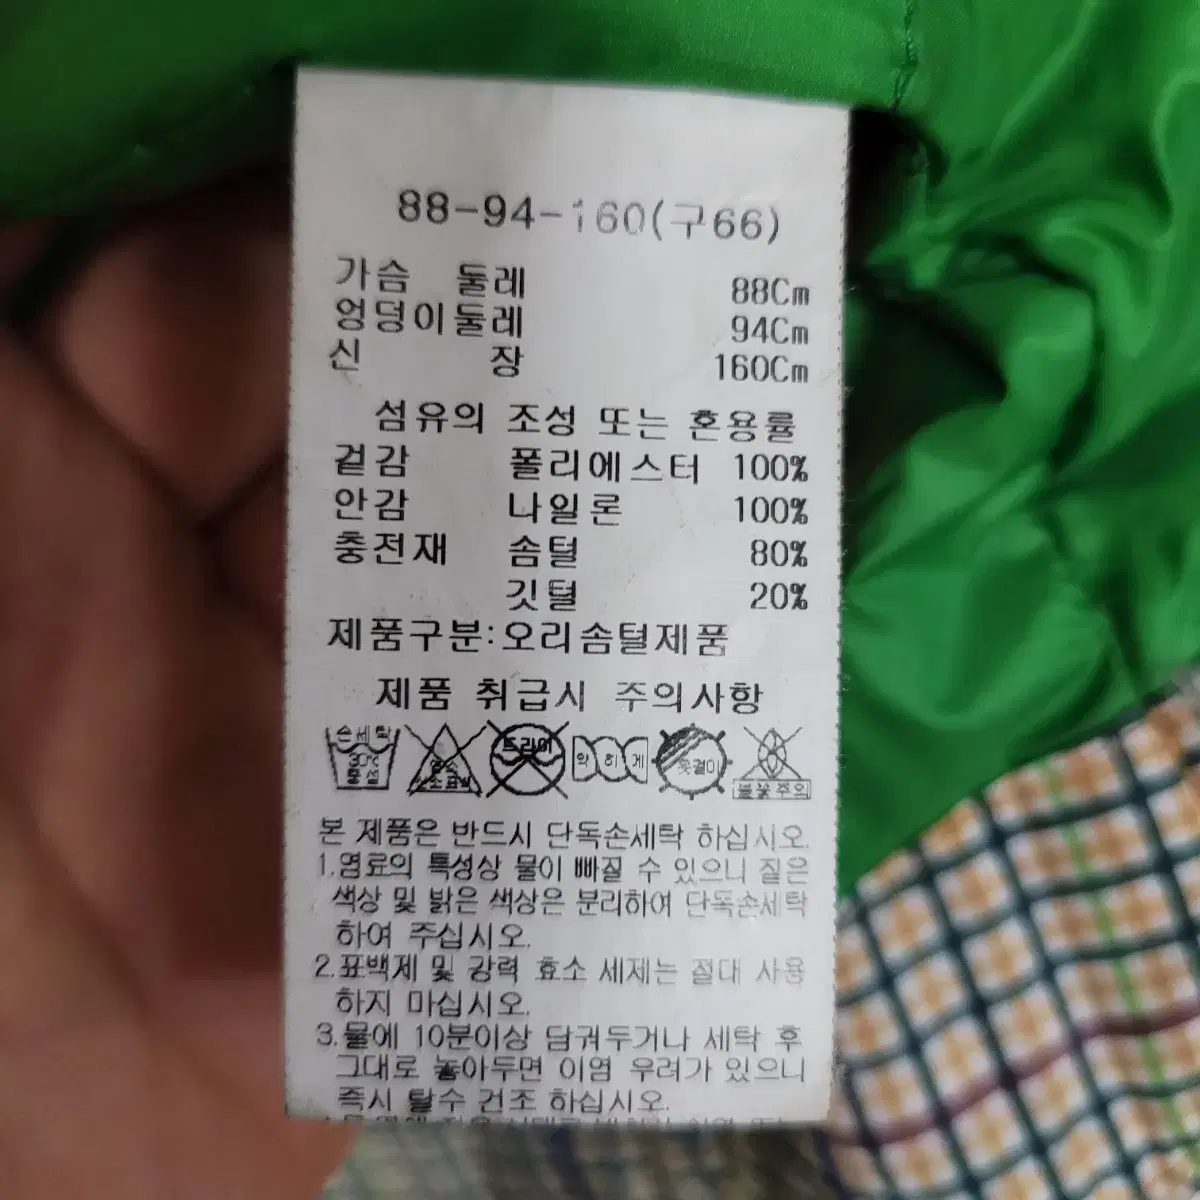 88-94-160(구66)
가슴 둘레 88Cm
엉덩이둘레 94Cm
신 장 160Cm
섬유의 조성 또는 혼용률
겉감 폴리에스터 100%
안감 나일론 100%
충전재 솜털 80%
깃털 20%
제품구분:오리솜털제품
제품 취급시 주의사항
손세탁 드라이 약하게 옷걸이 불꽃주의
본 제품은 반드시 단독손세탁 하십시오.
1.염료의 특성상 물이 빠질 수 있으니 짙은
색상 및 밝은 색상은 분리하여 단독손세탁
하여 주십시오.
2.표백제 및 강력 효소 세제는 절대 사용
하지 마십시오.
3.물에 10분이상 담궈두거나 세탁 후
그대로 놓아두면 이염 우려가 있으니
즉시 탈수 건조 하십시오.